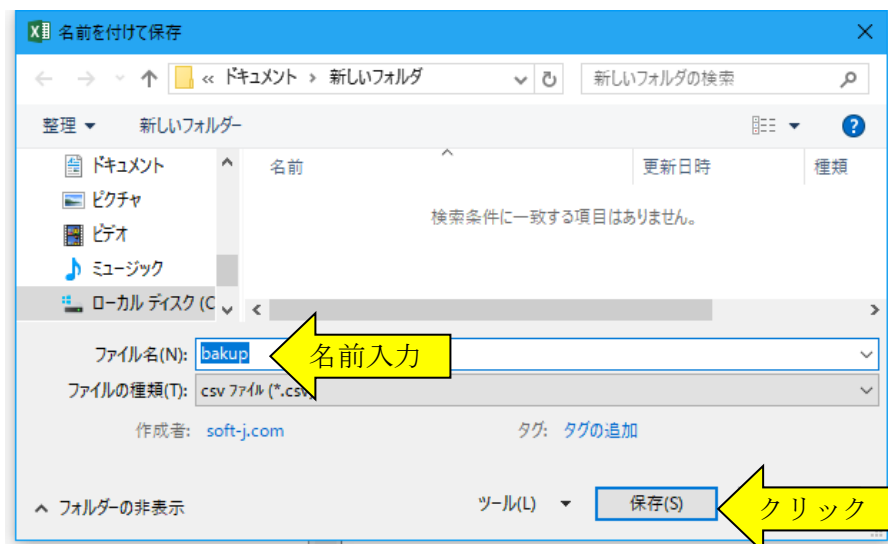 名前を付けて保存
« ドキュメント › 新しいフォルダ
新しいフォルダの検索
整理 ▼ 新しいフォルダー
ドキュメント
ピクチャ
ビデオ
ミュージック
ローカル ディスク (C
名前 更新日時 種類
検索条件に一致する項目はありません。
ファイル名(N): bakup
名前入力
ファイルの種類(T): csv ファイル (*.csv)
作成者: soft-j.com タグ: タグの追加
フォルダーの非表示 ツール(L) ▼ 保存(S)
クリック